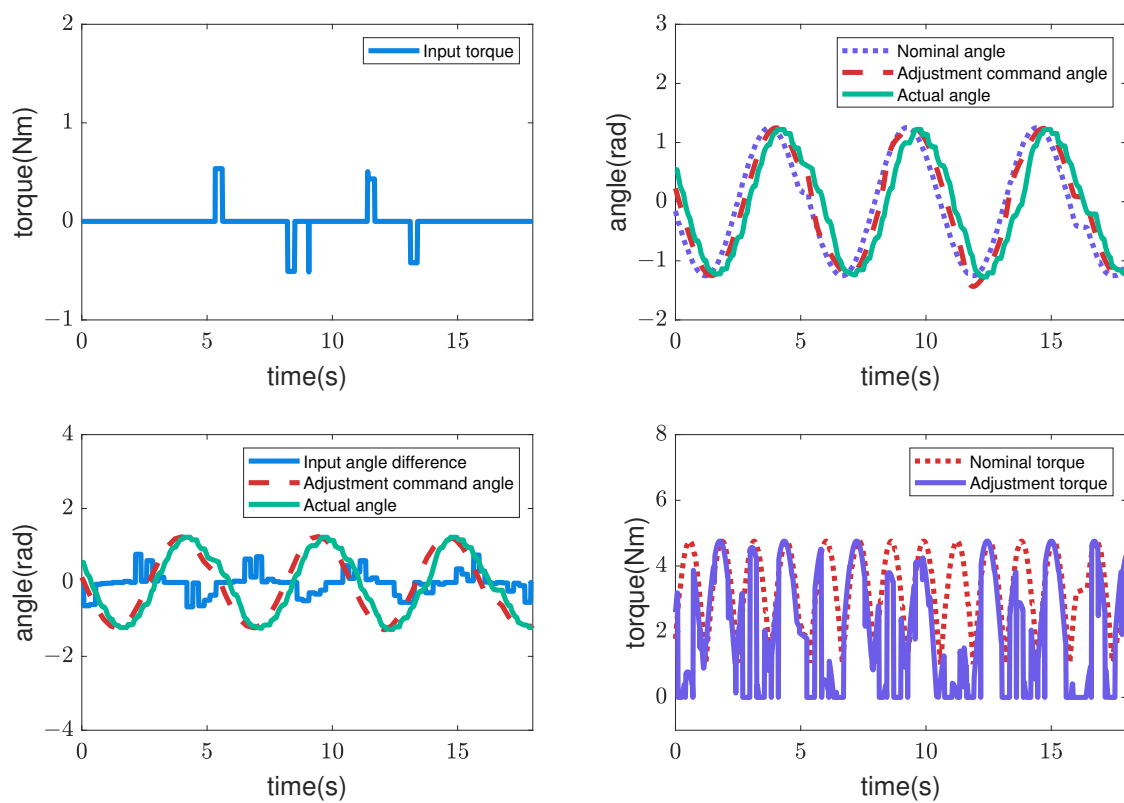 2
1
0
−1
torque(Nm)
Input torque
0
5
10
15
time(s)
3
2
1
0
−1
−2
angle(rad)
Nominal angle
Adjustment command angle
Actual angle
0
5
10
15
time(s)
4
2
0
−2
−4
angle(rad)
Input angle difference
Adjustment command angle
Actual angle
0
5
10
15
time(s)
8
6
4
2
0
torque(Nm)
Nominal torque
Adjustment torque
0
5
10
15
time(s)